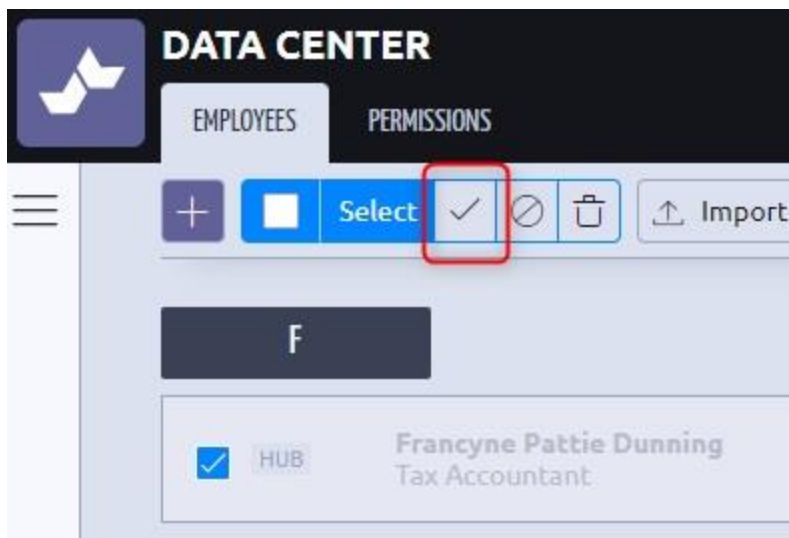 DATA CENTER
EMPLOYEES PERMISSIONS
Select Import
F
HUB Francyne Pattie Dunning
Tax Accountant